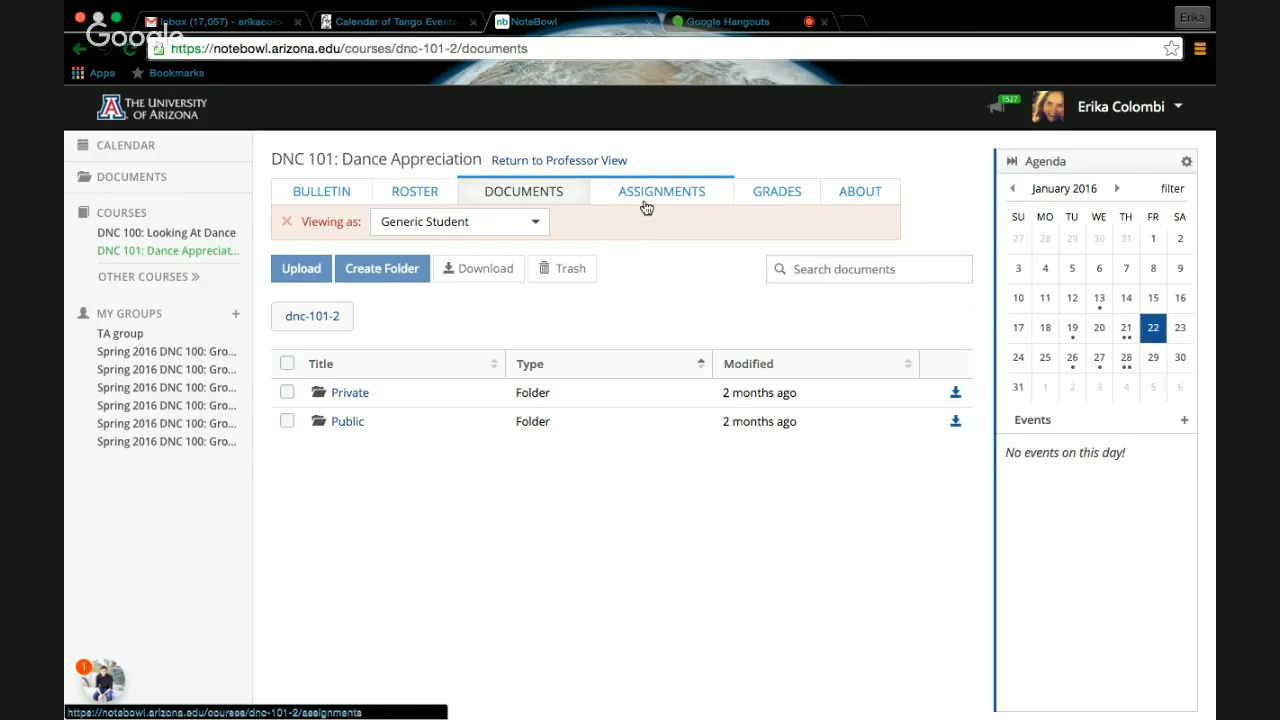 Inbox (17,057) - erikacolon
Calendar of Tango Events
nb NoteBowl
Google Hangouts
Erika
Google
https://notebowl.arizona.edu/courses/dnc-101-2/documents
Apps
Bookmarks
A THE UNIVERSITY
OF ARIZONA
1527
Erika Colombi
CALENDAR
DOCUMENTS
COURSES
DNC 100: Looking At Dance
DNC 101: Dance Appreciat...
OTHER COURSES »
MY GROUPS +
TA group
Spring 2016 DNC 100: Gro...
Spring 2016 DNC 100: Gro...
Spring 2016 DNC 100: Gro...
Spring 2016 DNC 100: Gro...
Spring 2016 DNC 100: Gro...
Spring 2016 DNC 100: Gro...
1
DNC 101: Dance Appreciation Return to Professor View
BULLETIN ROSTER DOCUMENTS ASSIGNMENTS GRADES ABOUT
Viewing as: Generic Student
Upload Create Folder Download Trash Search documents
dnc-101-2
Title Type Modified
Private Folder 2 months ago
Public Folder 2 months ago
Agenda
January 2016 filter
SU MO TU WE TH FR SA
27 28 29 30 31 1 2
3 4 5 6 7 8 9
10 11 12 13 14 15 16
17 18 19 20 21 22 23
24 25 26 27 28 29 30
31 1 2 3 4 5 6
Events +
No events on this day!
https://notebowl.arizona.edu/courses/dnc-101-2/assignments